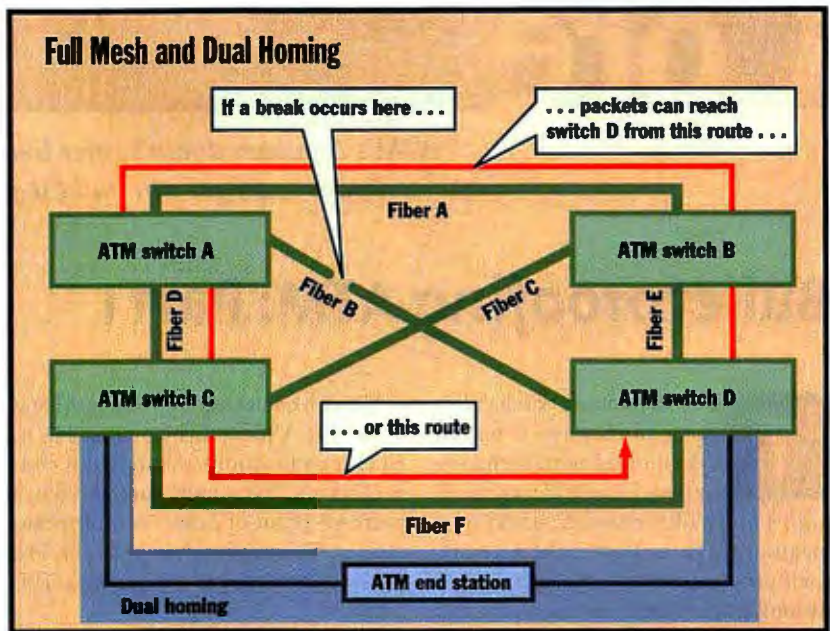 Full Mesh and Dual Homing
If a break occurs here . . .
. . . packets can reach
switch D from this route . . .
Fiber A
ATM switch A
ATM switch B
Fiber B
Fiber C
Fiber D
Fiber E
ATM switch C
ATM switch D
. . . or this route
Fiber F
ATM end station
Dual homing